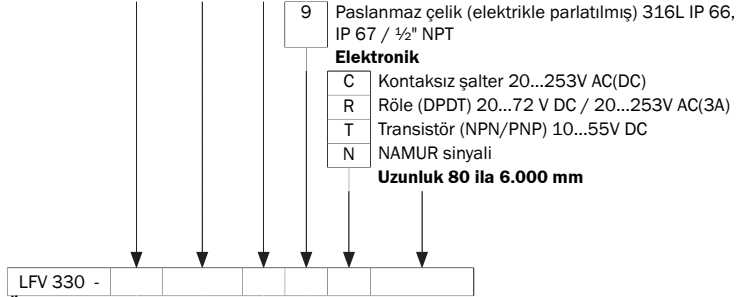 9 Paslanmaz çelik (elektrikle parlatılmış) 316L IP 66,
IP 67 / ½" NPT
Elektronik
C Kontaksız şalter 20...253V AC(DC)
R Röle (DPDT) 20...72 V DC / 20...253V AC(3A)
T Transistör (NPN/PNP) 10...55V DC
N NAMUR sinyali
Uzunluk 80 ila 6.000 mm
LFV 330 -